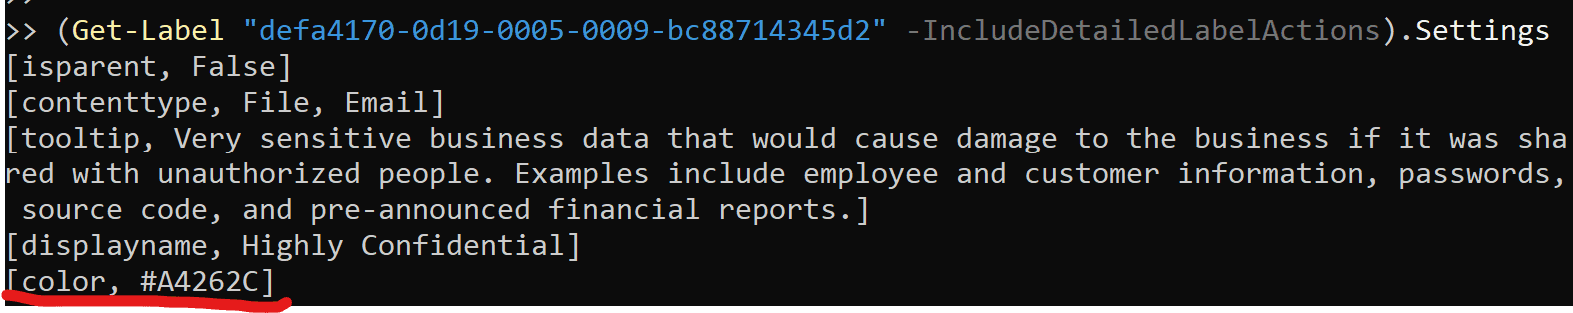 >>
>> (Get-Label "defa4170-0d19-0005-0009-bc88714345d2" -IncludeDetailedLabelActions).Settings
[isparent, False]
[contenttype, File, Email]
[tooltip, Very sensitive business data that would cause damage to the business if it was sha
red with unauthorized people. Examples include employee and customer information, passwords,
 source code, and pre-announced financial reports.]
[displayname, Highly Confidential]
[color, #A4262C]